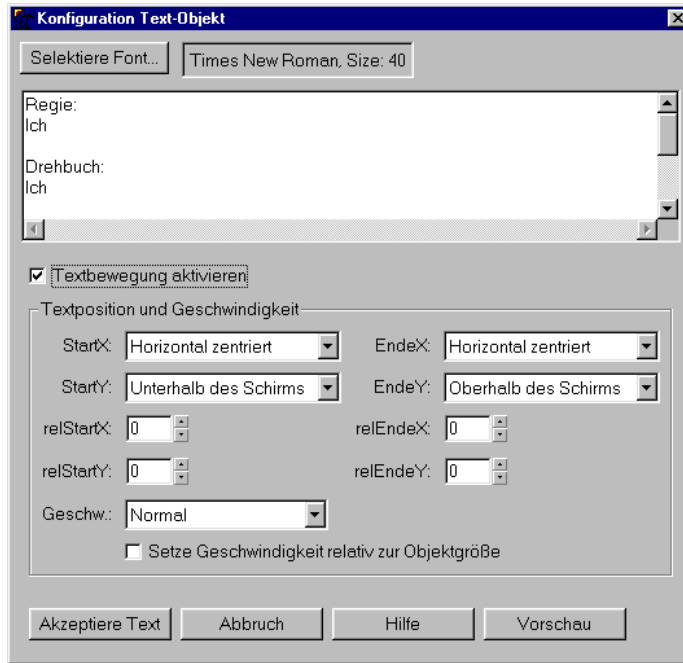 Konfiguration Text-Objekt
Selektiere Font... Times New Roman, Size: 40
Regie:
Ich
Drehbuch:
Ich
Textbewegung aktivieren
Textposition und Geschwindigkeit
StartX: Horizontal zentriert EndeX: Horizontal zentriert
StartY: Unterhalb des Schirms EndeY: Oberhalb des Schirms
relStartX: 0 relEndeX: 0
relStartY: 0 relEndeY: 0
Geschw.: Normal
Setze Geschwindigkeit relativ zur Objektgröße
Akzeptiere Text Abbruch Hilfe Vorschau